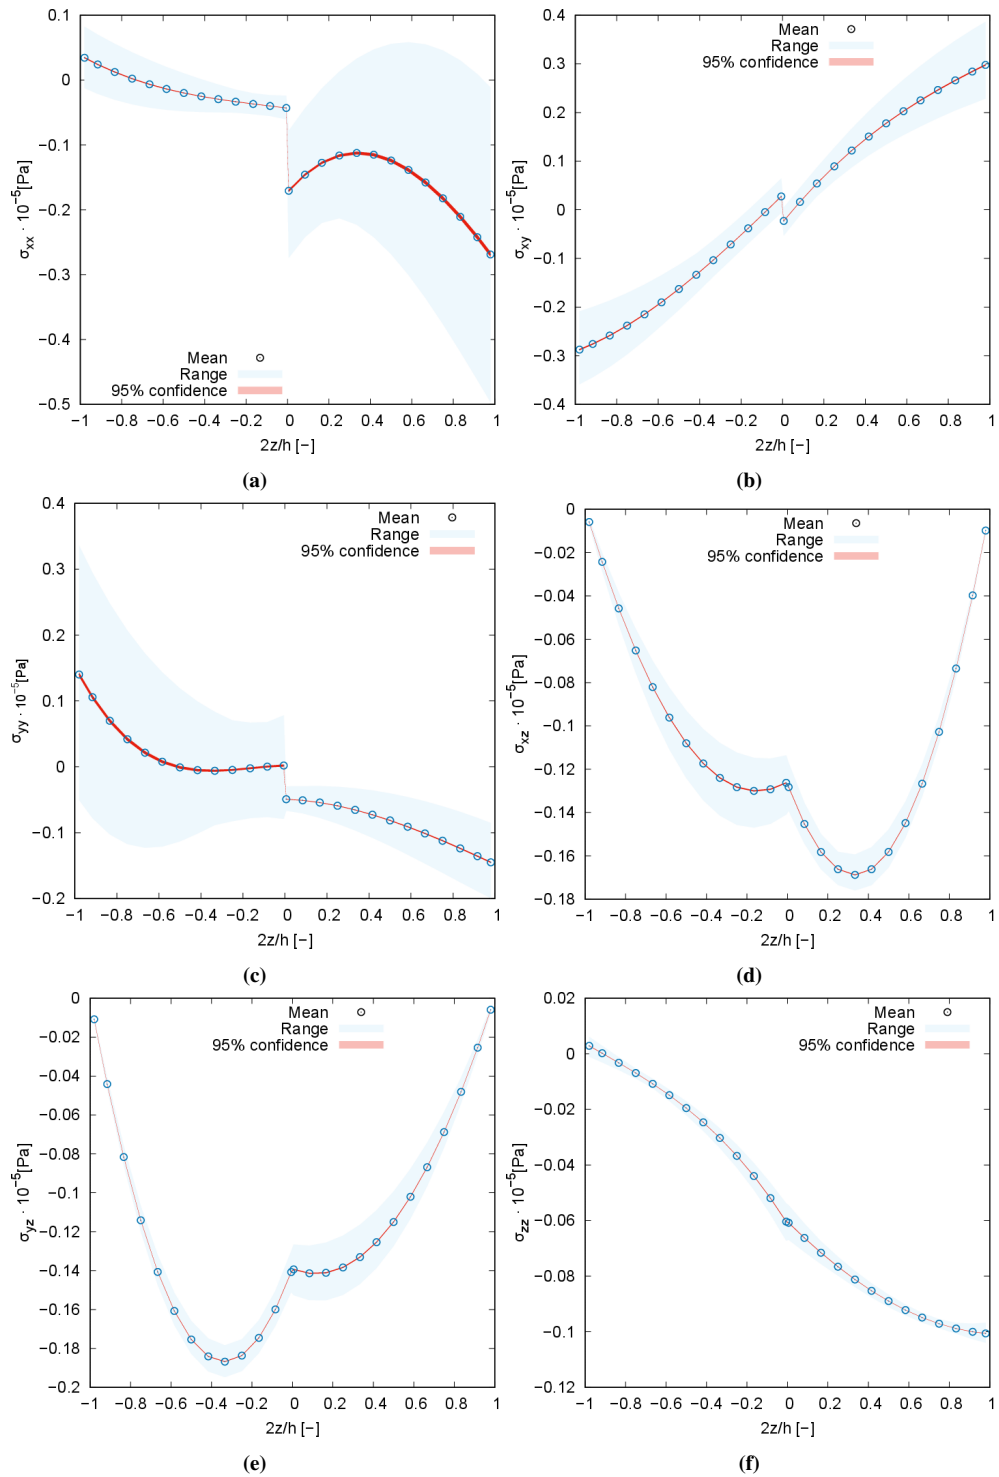 0.1
0
−0.1
−0.2
−0.3
−0.4
−0.5
σxx · 10⁻⁵[Pa]
Mean
Range
95% confidence
−1 −0.8 −0.6 −0.4 −0.2 0 0.2 0.4 0.6 0.8 1
2z/h [−]
(a)
0.4
0.3
0.2
0.1
0
−0.1
−0.2
−0.3
−0.4
σxy · 10⁻⁵[Pa]
Mean
Range
95% confidence
−1 −0.8 −0.6 −0.4 −0.2 0 0.2 0.4 0.6 0.8 1
2z/h [−]
(b)
0.4
0.3
0.2
0.1
0
−0.1
−0.2
σyy · 10⁻⁵[Pa]
Mean
Range
95% confidence
−1 −0.8 −0.6 −0.4 −0.2 0 0.2 0.4 0.6 0.8 1
2z/h [−]
(c)
0
−0.02
−0.04
−0.06
−0.08
−0.1
−0.12
−0.14
−0.16
−0.18
σxz · 10⁻⁵[Pa]
Mean
Range
95% confidence
−1 −0.8 −0.6 −0.4 −0.2 0 0.2 0.4 0.6 0.8 1
2z/h [−]
(d)
0
−0.02
−0.04
−0.06
−0.08
−0.1
−0.12
−0.14
−0.16
−0.18
−0.2
σyz · 10⁻⁵[Pa]
Mean
Range
95% confidence
−1 −0.8 −0.6 −0.4 −0.2 0 0.2 0.4 0.6 0.8 1
2z/h [−]
(e)
0.02
0
−0.02
−0.04
−0.06
−0.08
−0.1
−0.12
σzz · 10⁻⁵[Pa]
Mean
Range
95% confidence
−1 −0.8 −0.6 −0.4 −0.2 0 0.2 0.4 0.6 0.8 1
2z/h [−]
(f)